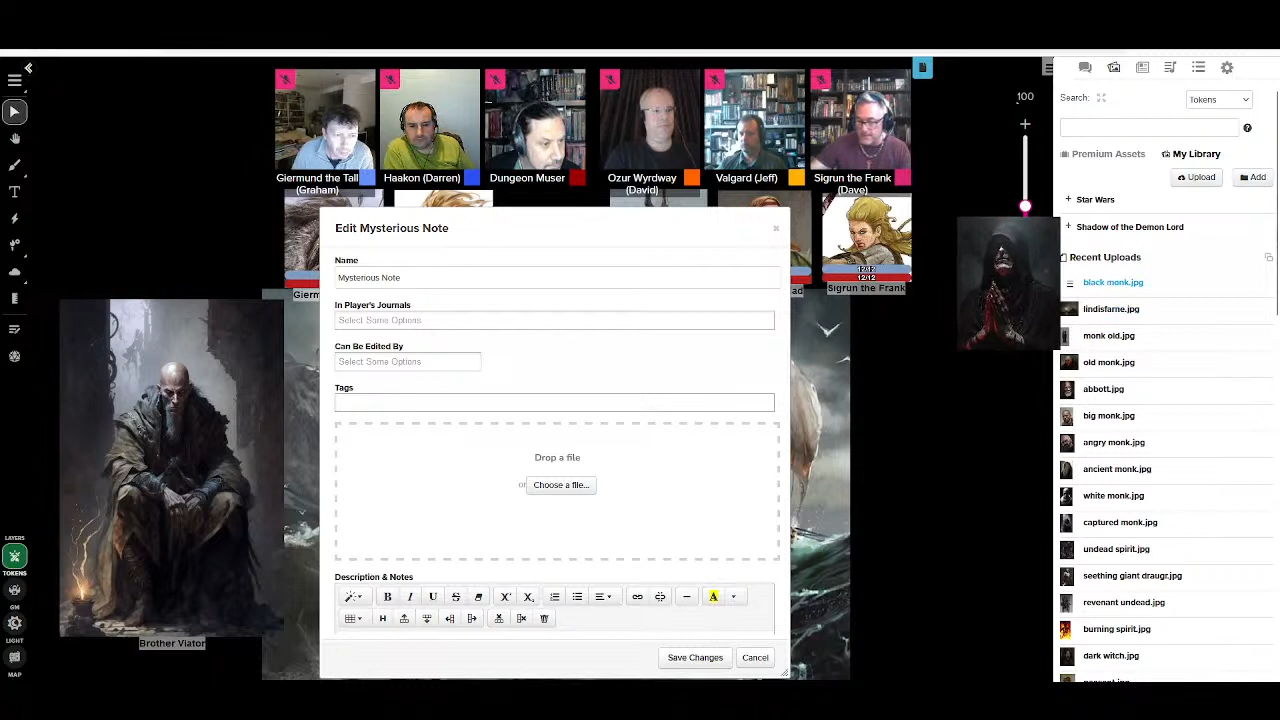 100
Search:
Tokens
Premium Assets
My Library
Upload
Add
Star Wars
Shadow of the Demon Lord
Recent Uploads
black monk.jpg
lindisfarne.jpg
monk old.jpg
old monk.jpg
abbott.jpg
big monk.jpg
angry monk.jpg
ancient monk.jpg
white monk.jpg
captured monk.jpg
undead spirit.jpg
seething giant draugr.jpg
revenant undead.jpg
burning spirit.jpg
dark witch.jpg
Giermund the Tall
(Graham)
Haakon (Darren)
Dungeon Muser
Ozur Wyrdway
(David)
Valgard (Jeff)
Sigrun the Frank
(Dave)
12/12
12/12
Sigrun the Frank
Edit Mysterious Note
Name
Mysterious Note
In Player's Journals
Select Some Options
Can Be Edited By
Select Some Options
Tags
Drop a file
or Choose a file...
Description & Notes
B I U S X X
A
H
Save Changes
Cancel
Brother Viator
LAYERS
TOKENS
GM
LIGHT
MAP